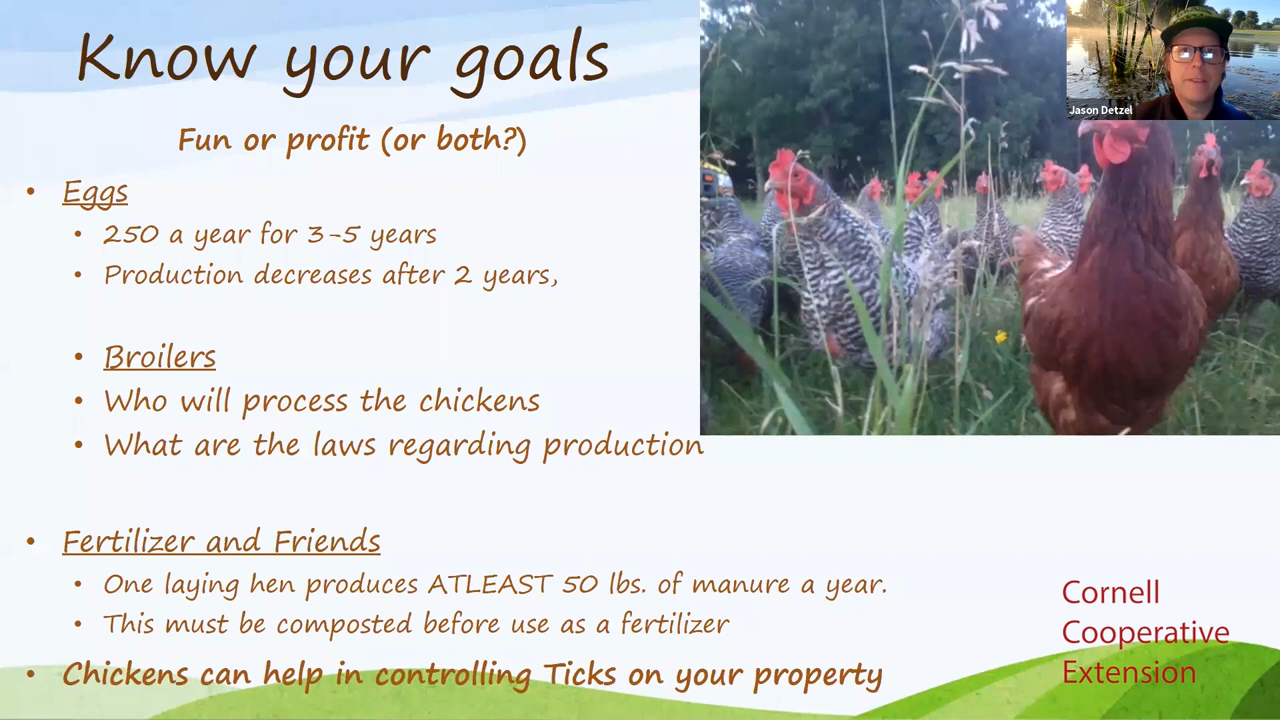 Know your goals
Fun or profit (or both?)
• Eggs
• 250 a year for 3-5 years
• Production decreases after 2 years,
• Broilers
• Who will process the chickens
• What are the laws regarding production
• Fertilizer and Friends
• One laying hen produces ATLEAST 50 lbs. of manure a year.
• This must be composted before use as a fertilizer
• Chickens can help in controlling Ticks on your property
Jason Detzel
Cornell
Cooperative
Extension